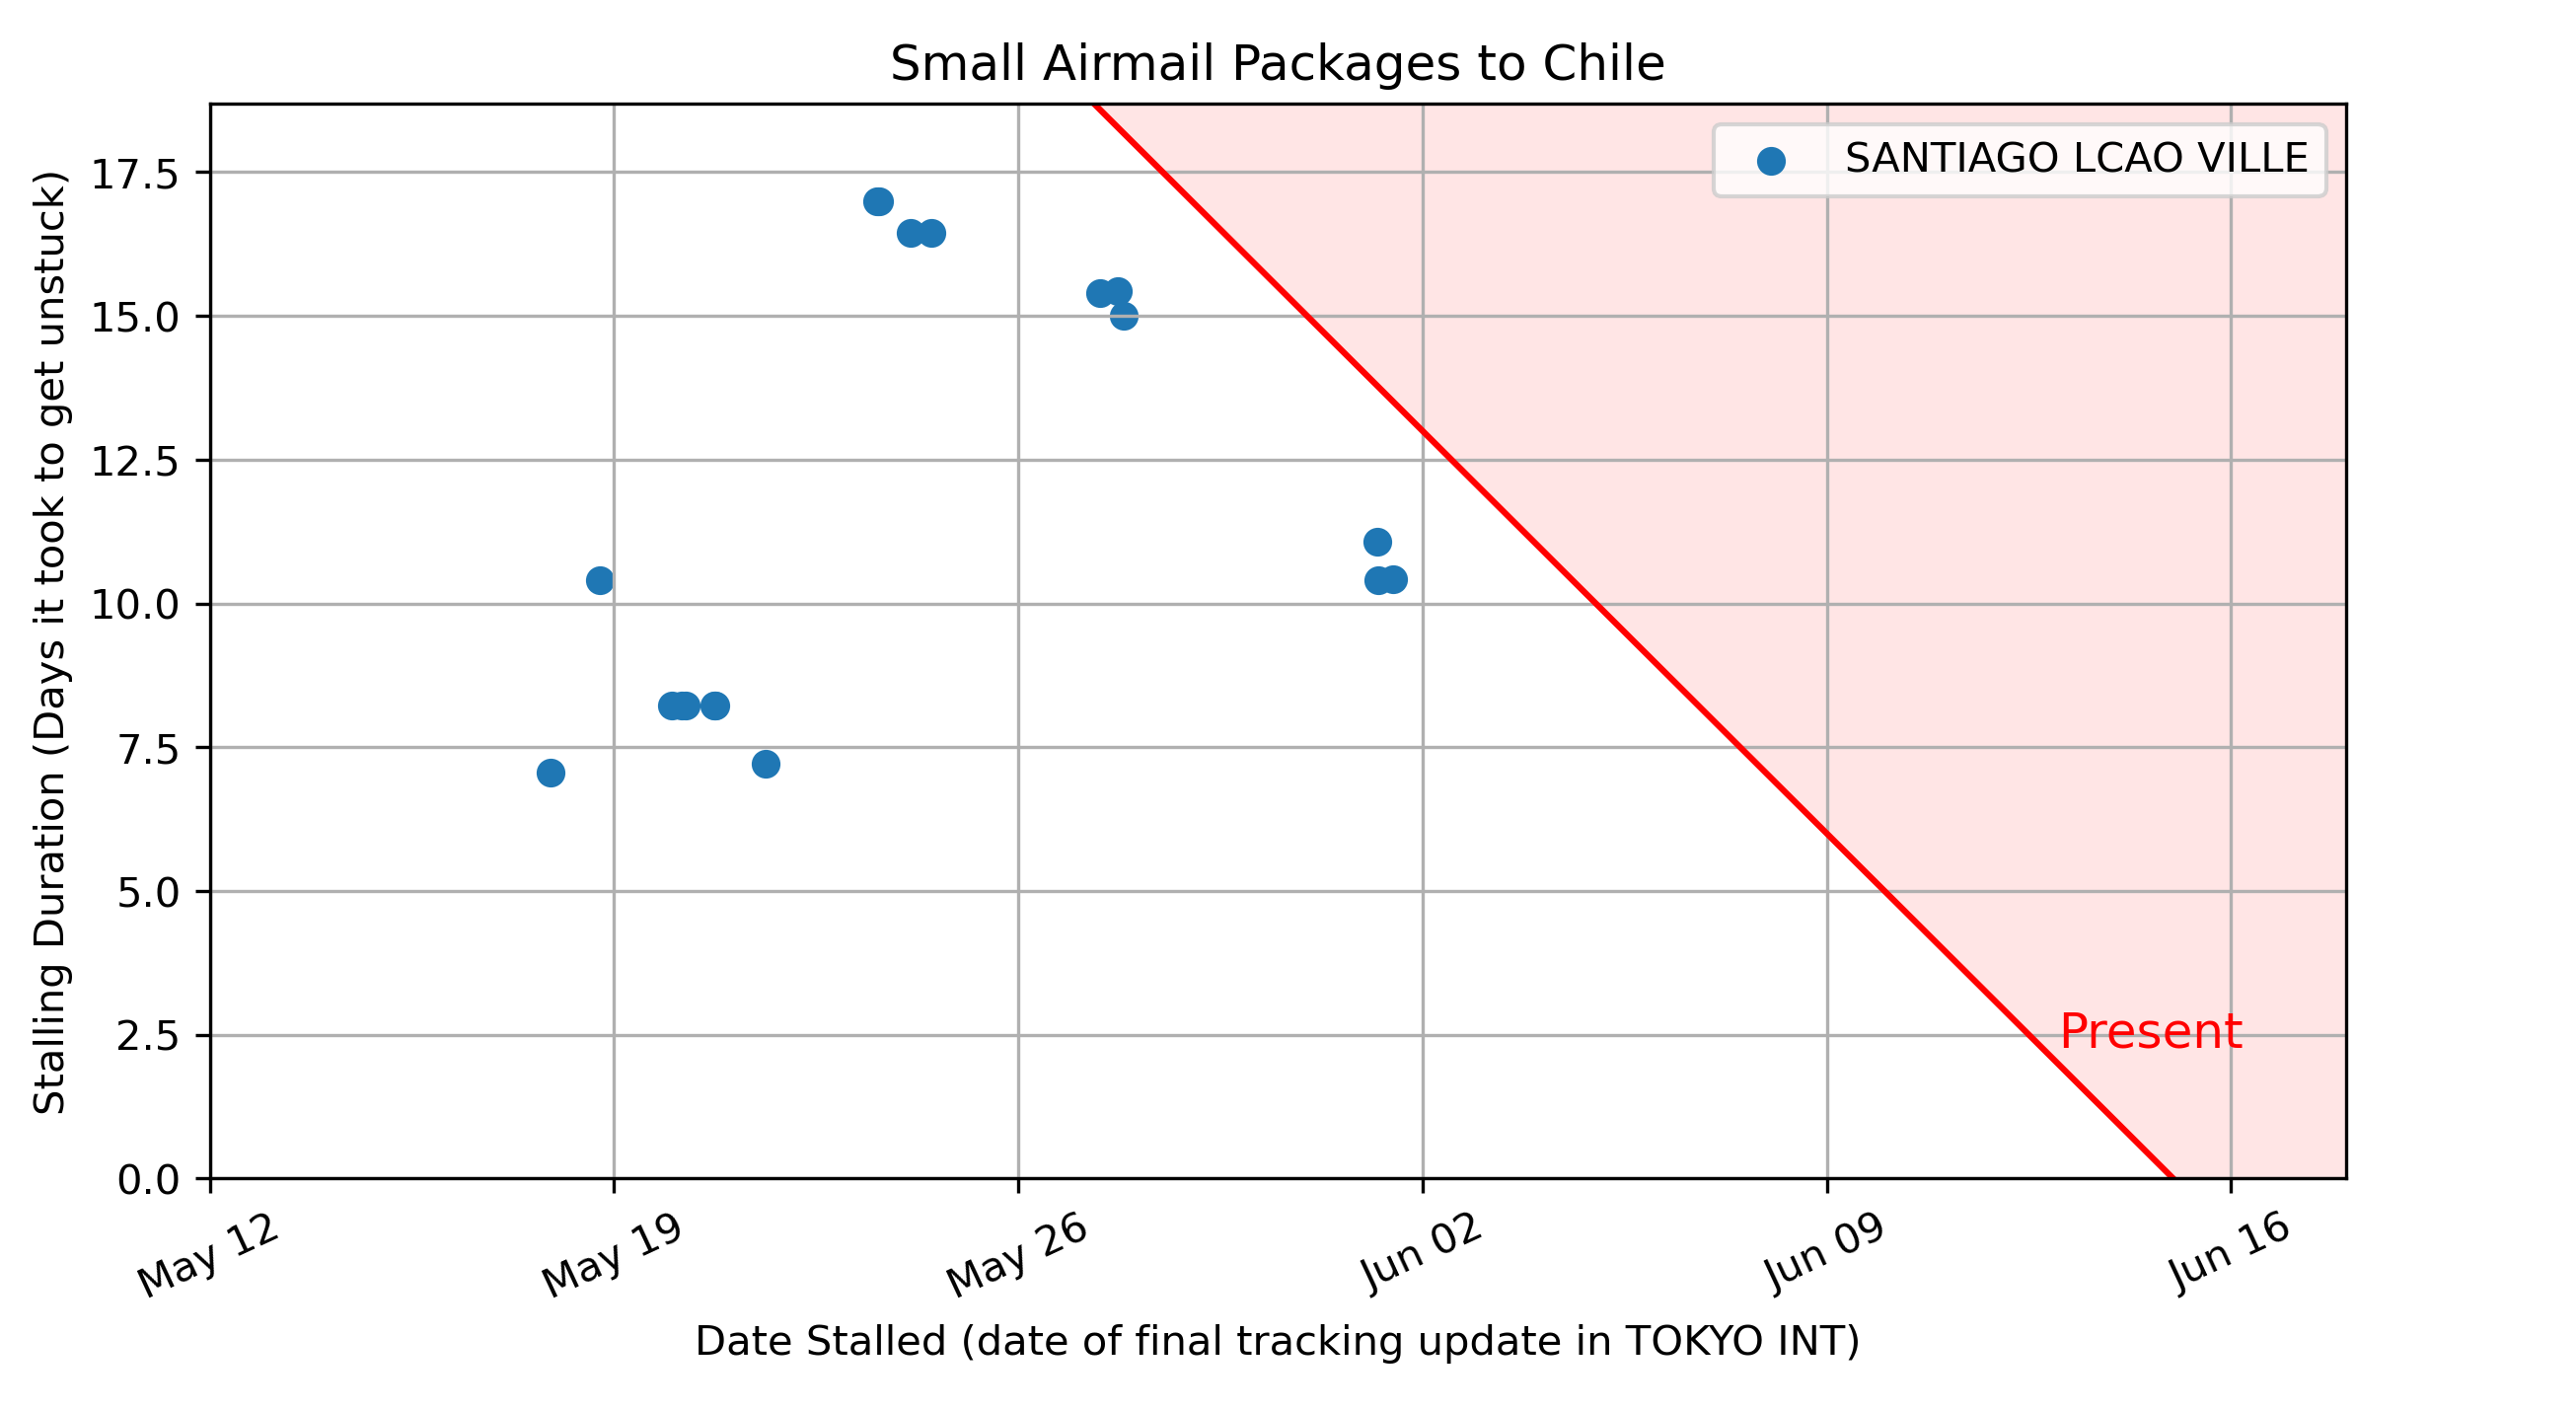 Small Airmail Packages to Chile
SANTIAGO LCAO VILLE
Stalling Duration (Days it took to get unstuck)
17.5
15.0
12.5
10.0
7.5
5.0
2.5
0.0
Present
May 12
May 19
May 26
Jun 02
Jun 09
Jun 16
Date Stalled (date of final tracking update in TOKYO INT)